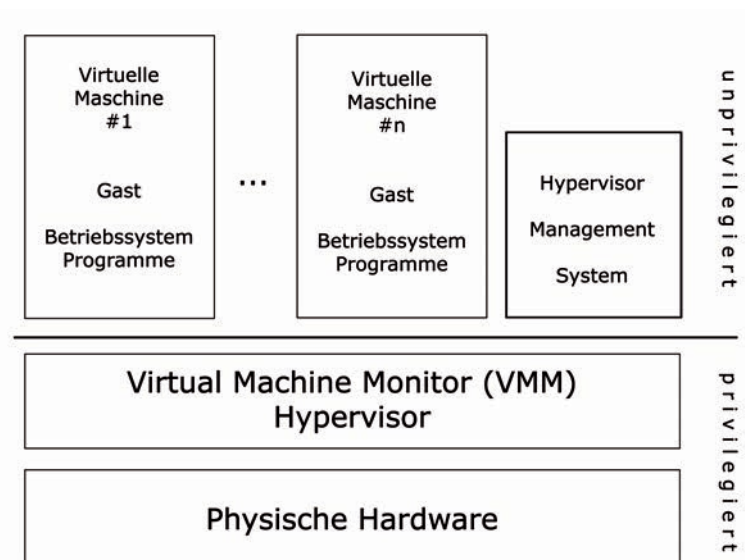 Virtuelle
Maschine
#1
Gast
Betriebssystem
Programme
...
Virtuelle
Maschine
#n
Gast
Betriebssystem
Programme
Hypervisor
Management
System
unprivilegiert
Virtual Machine Monitor (VMM)
Hypervisor
Physische Hardware
privilegiert